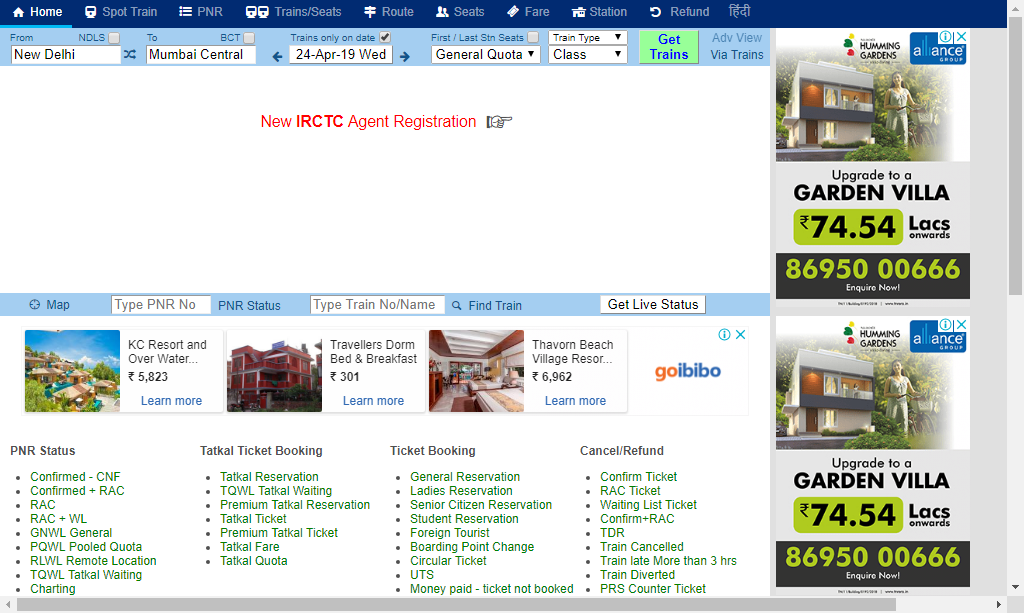 Home Spot Train PNR Trains/Seats Route Seats Fare Station Refund हिंदी
From NDLS To BCT Trains only on date First / Last Stn Seats Train Type Get Trains Adv View
New Delhi Mumbai Central 24-Apr-19 Wed General Quota Class Via Trains
New IRCTC Agent Registration
Map Type PNR No PNR Status Type Train No/Name Find Train Get Live Status
KC Resort and
Over Water...
₹ 5,823
Learn more
Travellers Dorm
Bed & Breakfast
₹ 301
Learn more
Thavorn Beach
Village Resor...
₹ 6,962
Learn more
goibibo
PNR Status
Confirmed - CNF
Confirmed + RAC
RAC
RAC + WL
GNWL General
PQWL Pooled Quota
RLWL Remote Location
TQWL Tatkal Waiting
Charting
Tatkal Ticket Booking
Tatkal Reservation
TQWL Tatkal Waiting
Premium Tatkal Reservation
Tatkal Ticket
Premium Tatkal Ticket
Tatkal Fare
Tatkal Quota
Ticket Booking
General Reservation
Ladies Reservation
Senior Citizen Reservation
Student Reservation
Foreign Tourist
Boarding Point Change
Circular Ticket
UTS
Money paid - ticket not booked
Cancel/Refund
Confirm Ticket
RAC Ticket
Waiting List Ticket
Confirm+RAC
TDR
Train Cancelled
Train late More than 3 hrs
Train Diverted
PRS Counter Ticket
HUMMING
GARDENS
alliance
GROUP
Upgrade to a
GARDEN VILLA
₹74.54 Lacs
onwards
86950 00666
Enquire Now!
HUMMING
GARDENS
alliance
GROUP
Upgrade to a
GARDEN VILLA
₹74.54 Lacs
onwards
86950 00666
Enquire Now!